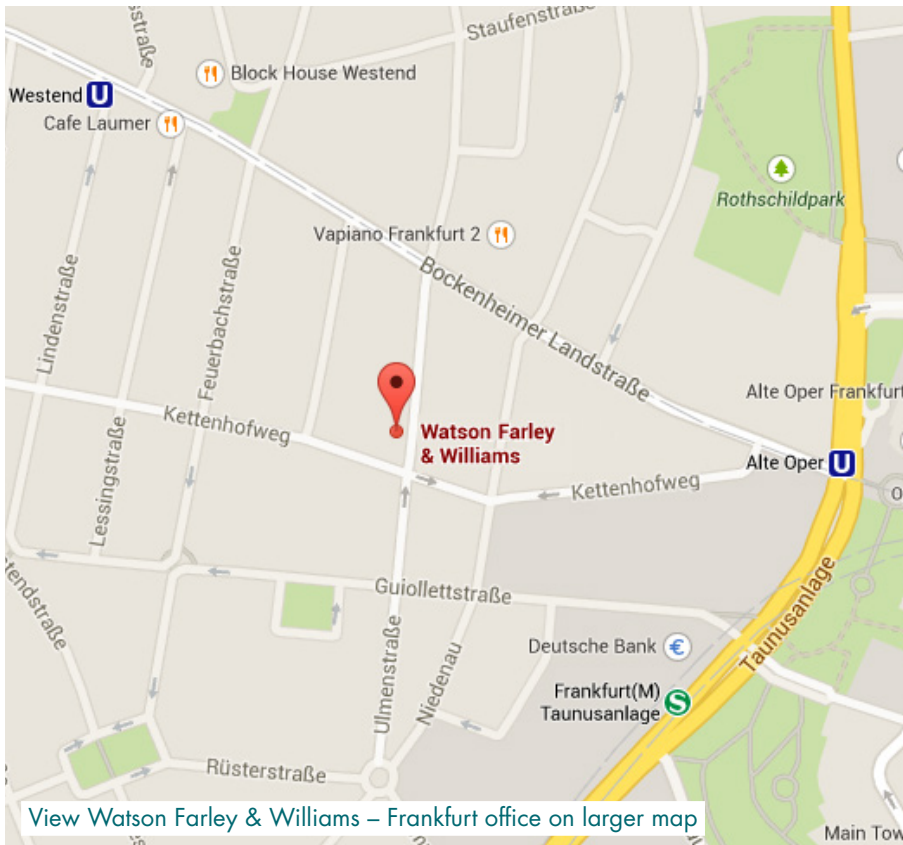 Staufenstraße
Block House Westend
Westend U
Cafe Laumer
Rothschildpark
Vapiano Frankfurt 2
Bockenheimer Landstraße
Lindenstraße
Feuerbachstraße
Alte Oper Frankfurt
Kettenhofweg
Watson Farley
& Williams
Alte Oper U
Kettenhofweg
Lessingstraße
Guiollettstraße
Taunusanlage
Ulmenstraße
Niedenau
Deutsche Bank €
Frankfurt(M)
Taunusanlage S
Rüsterstraße
View Watson Farley & Williams – Frankfurt office on larger map
Main Tow